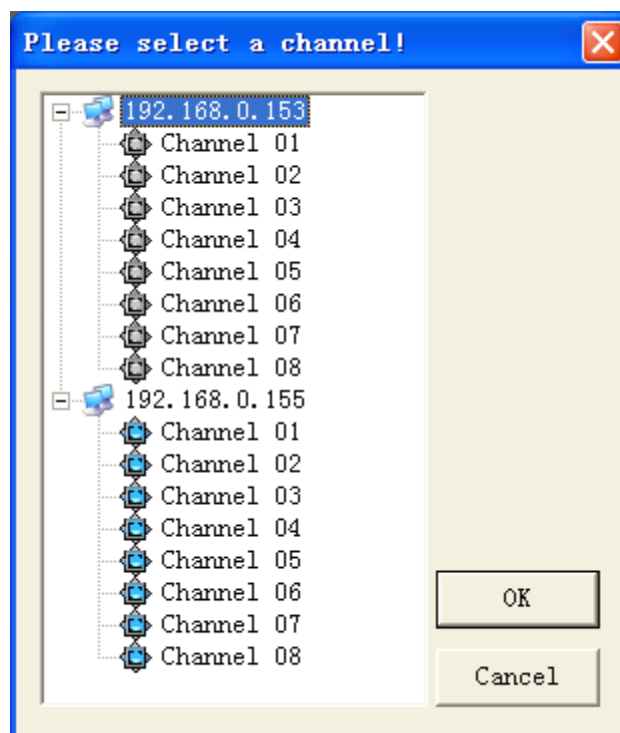 Please select a channel!
192.168.0.153
Channel 01
Channel 02
Channel 03
Channel 04
Channel 05
Channel 06
Channel 07
Channel 08
192.168.0.155
Channel 01
Channel 02
Channel 03
Channel 04
Channel 05
Channel 06
Channel 07
Channel 08
OK
Cancel